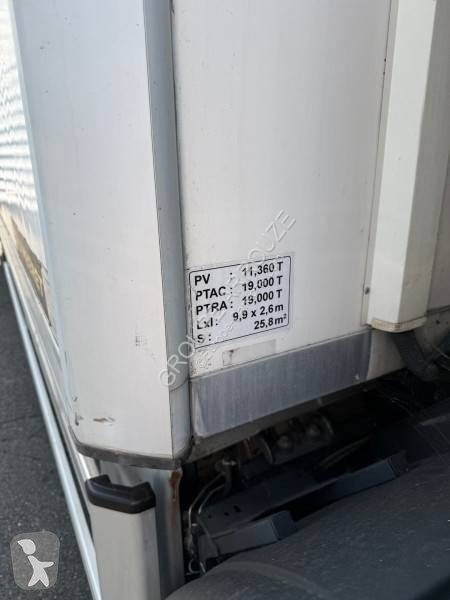 PV : 11,360 T
PTAC : 19,000 T
PTRA : 19,000 T
Lxl : 9,9 x 2,6 m
S : 25,8 m²